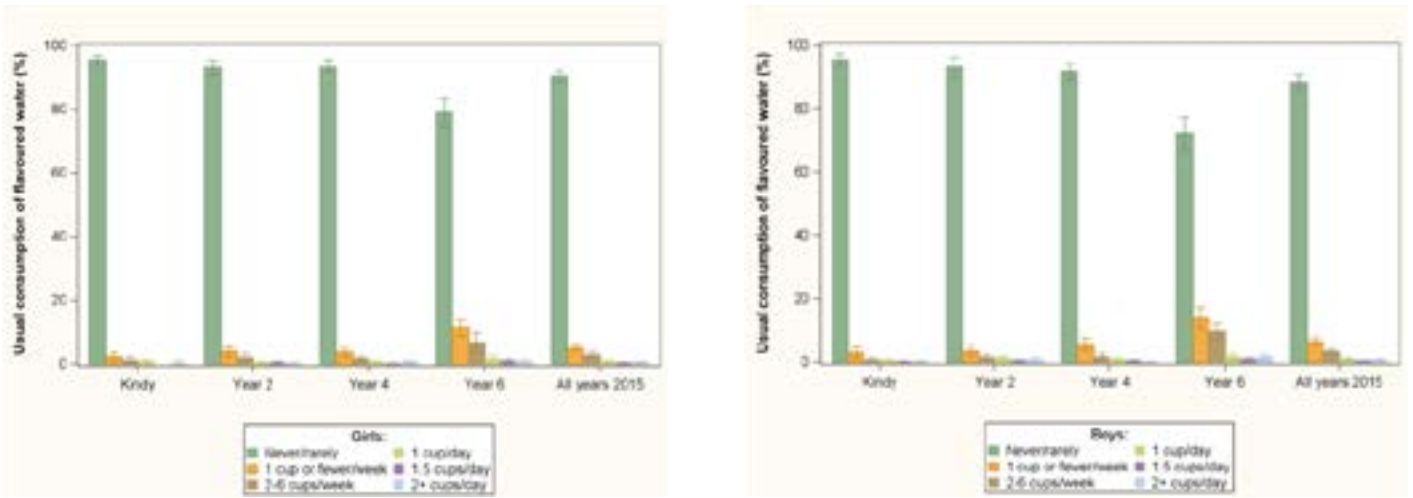 Usual consumption of flavoured water (%)
100
80
60
40
20
0
Kindy Year 2 Year 4 Year 6 All years 2015
Girls:
Never/rarely 1 cup/day
1 cup or fewer/week 1.5 cups/day
2-6 cups/week 2+ cups/day
Usual consumption of flavoured water (%)
100
80
60
40
20
0
Kindy Year 2 Year 4 Year 6 All years 2015
Boys:
Never/rarely 1 cup/day
1 cup or fewer/week 1.5 cups/day
2-6 cups/week 2+ cups/day